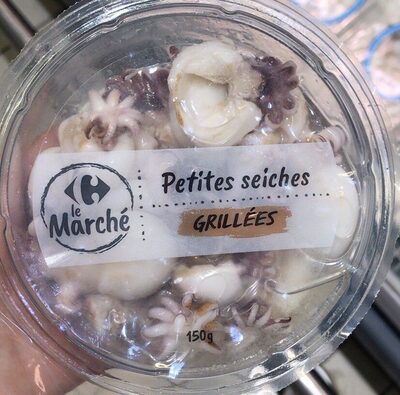 le
Marché
Petites seiches
GRILLÉES
150g